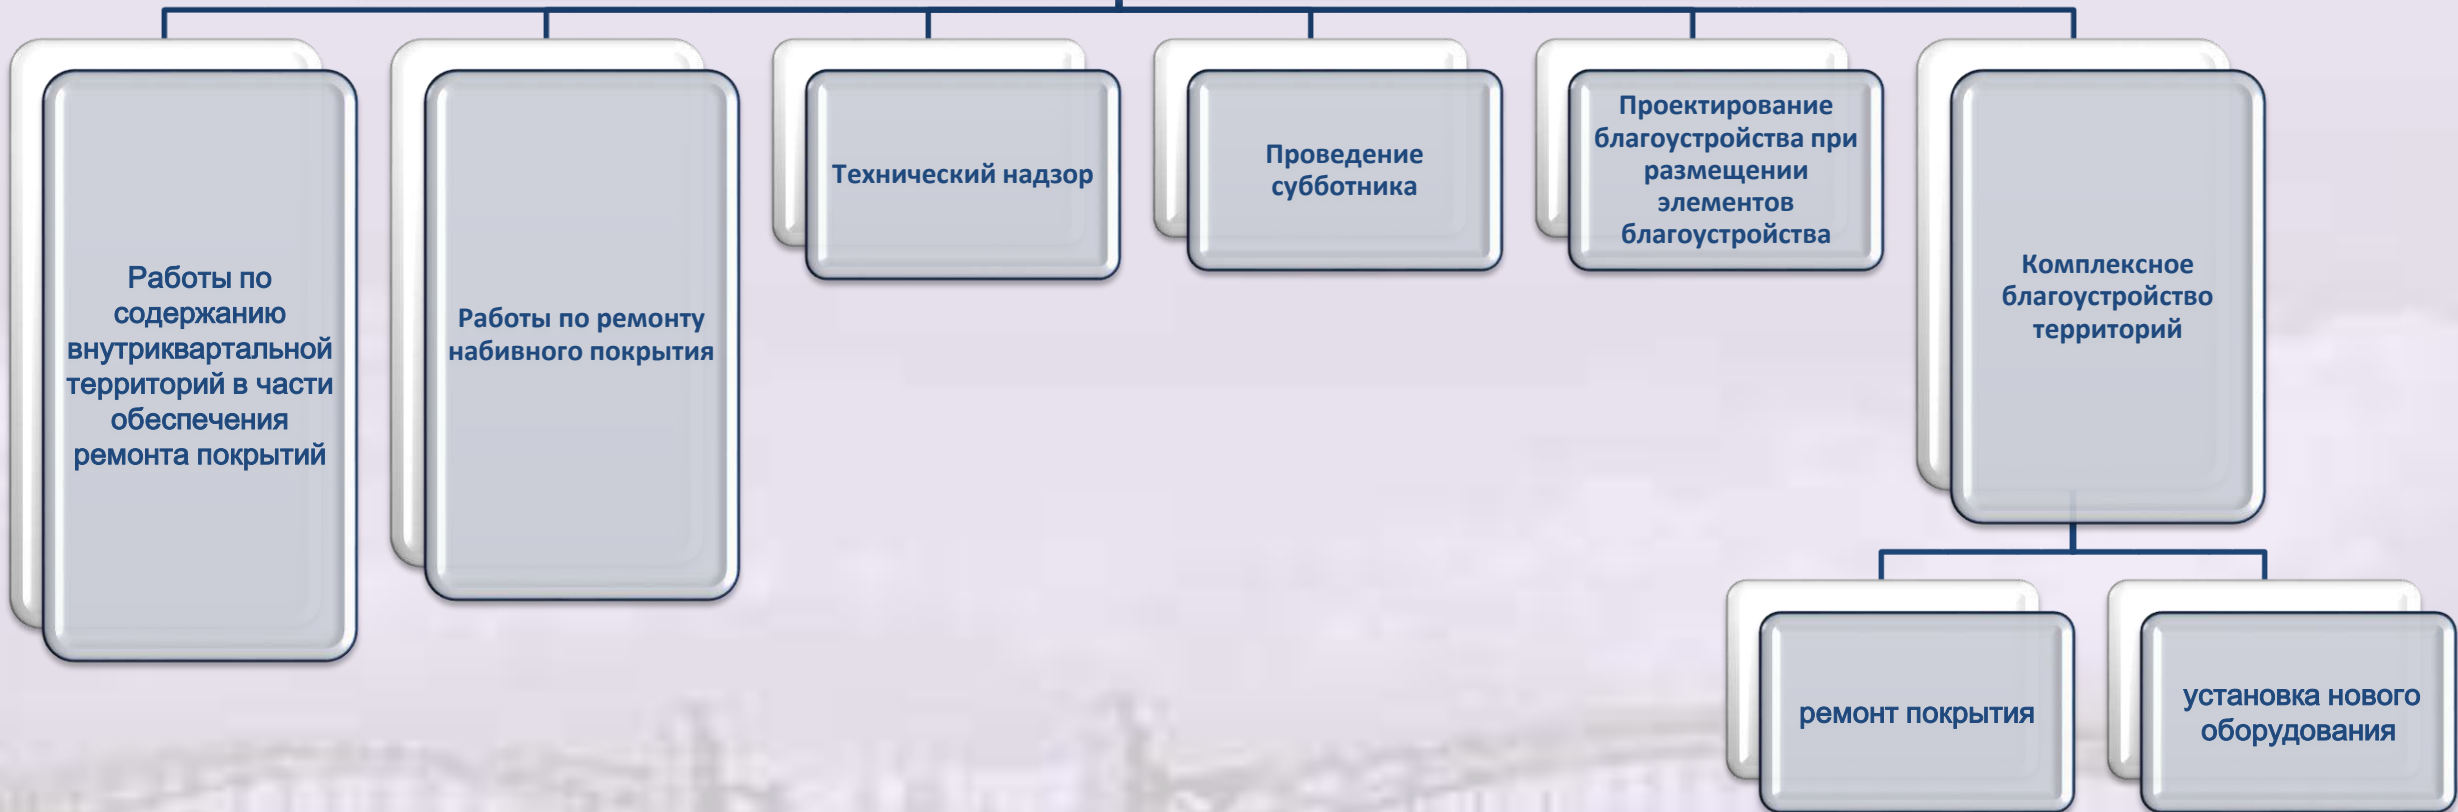 Работы по
содержанию
внутриквартальной
территорий в части
обеспечения
ремонта покрытий
Работы по ремонту
набивного покрытия
Технический надзор
Проведение
субботника
Проектирование
благоустройства при
размещении
элементов
благоустройства
Комплексное
благоустройство
территорий
ремонт покрытия
установка нового
оборудования